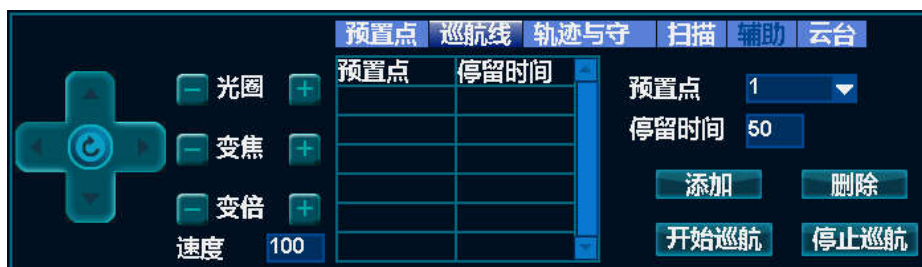 预置点 巡航线 轨迹与守 扫描 辅助 云台
预置点 停留时间
光圈
变焦
变倍
速度 100
预置点 1
停留时间 50
添加 删除
开始巡航 停止巡航